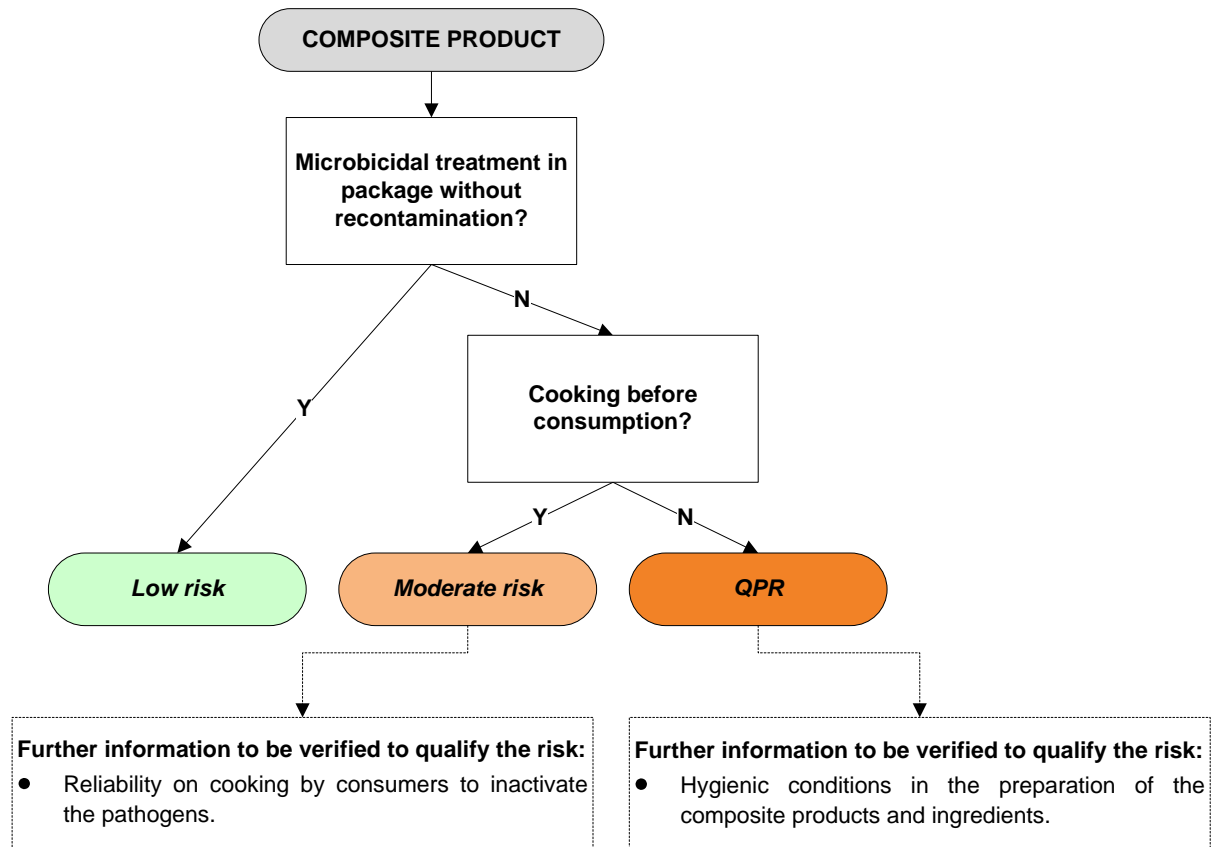 COMPOSITE PRODUCT
Microbicidal treatment in
package without
recontamination?
N
Cooking before
consumption?
Y
Y
N
Low risk
Moderate risk
QPR
Further information to be verified to qualify the risk:
● Reliability on cooking by consumers to inactivate
the pathogens.
Further information to be verified to qualify the risk:
● Hygienic conditions in the preparation of the
composite products and ingredients.